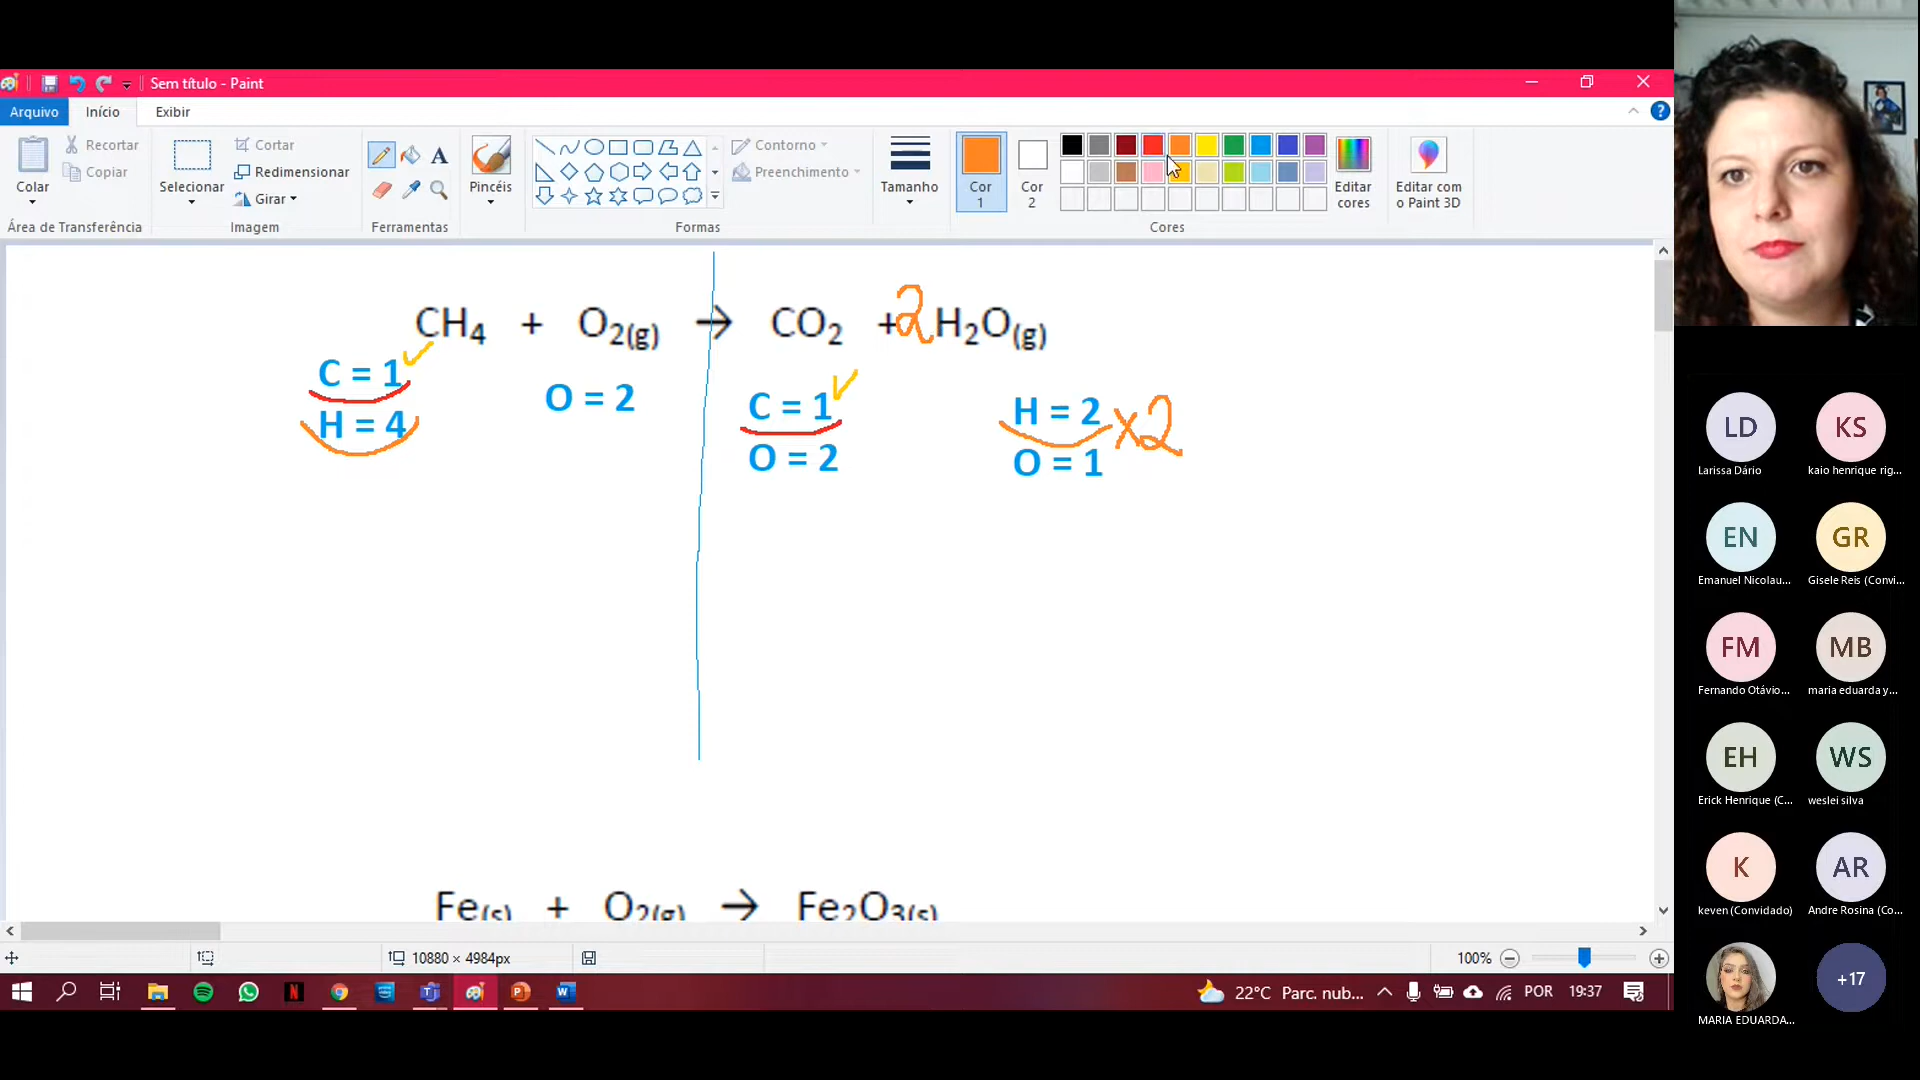 Sem título - Paint
Arquivo Início Exibir
Colar
Recortar
Copiar
Área de Transferência
Selecionar
Cortar
Redimensionar
Girar
Imagem
A
Ferramentas
Pincéis
Contorno
Preenchimento
Formas
Tamanho
Cor 1
Cor 2
Editar cores
Editar com o Paint 3D
Cores
CH4 + O2(g) → CO2 + 2 H2O(g)
C = 1 ✓
H = 4
O = 2
C = 1 ✓
O = 2
H = 2 x2
O = 1
Fe(s) + O2(g) → Fe2O3(s)
10880 × 4984px
100%
22°C Parc. nub...
POR
19:37
LD
Larissa Dário
KS
kaio henrique rig...
EN
Emanuel Nicolau...
GR
Gisele Reis (Convi...
FM
Fernando Otávio...
MB
maria eduarda y...
EH
Erick Henrique (C...
WS
weslei silva
K
keven (Convidado)
AR
Andre Rosina (Co...
MARIA EDUARDA...
+17